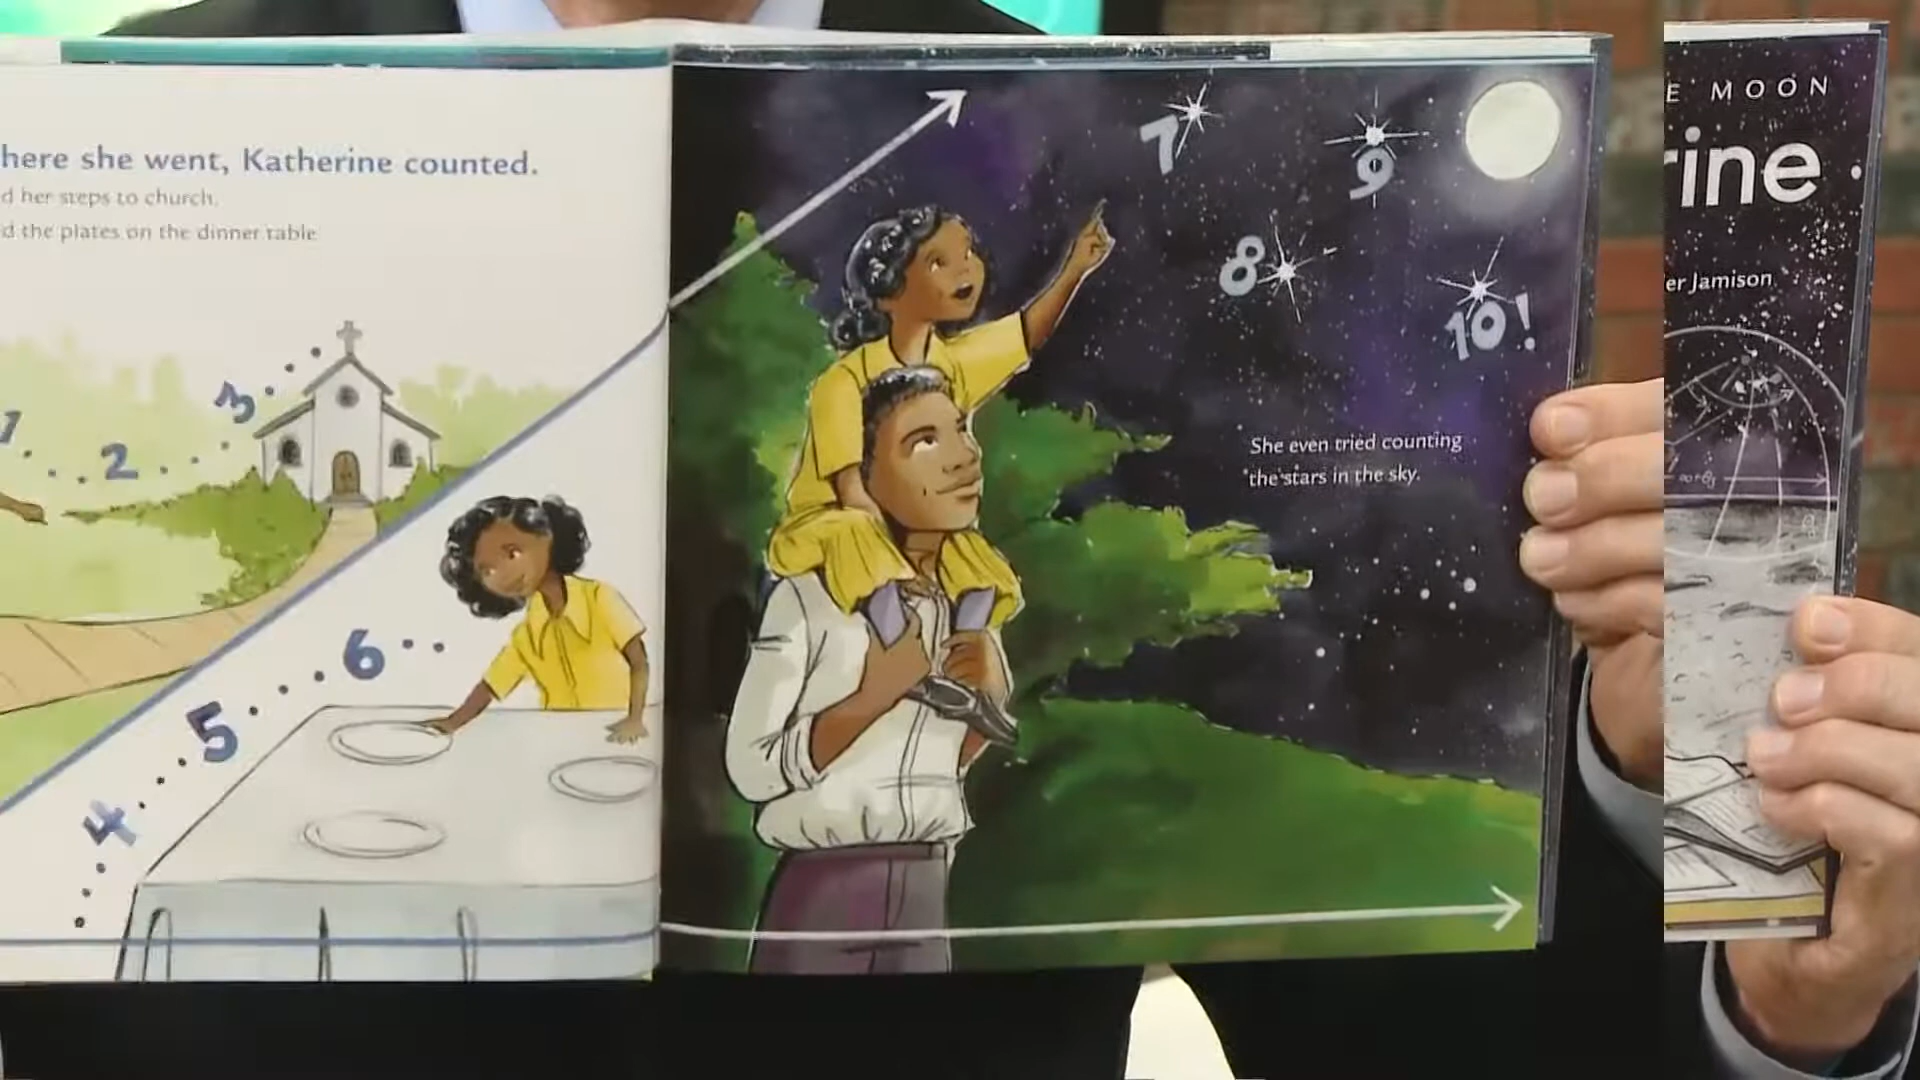 here she went, Katherine counted.
d her steps to church.
d the plates on the dinner table
1
2
3
4
5
6
7
8
9
10!
She even tried counting
the stars in the sky.
E MOON
rine
er Jamison